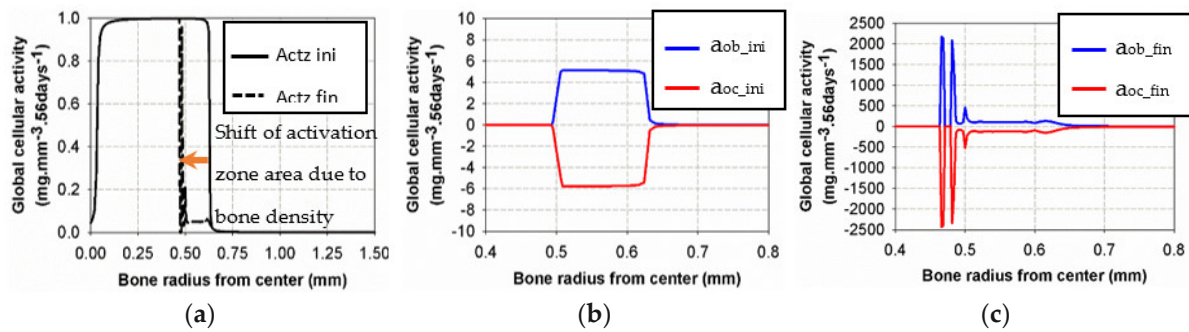 Global cellular activity
(mg.mm⁻³.56days⁻¹)
1.0
0.8
0.6
0.4
0.2
0.0
Actz ini
Actz fin
Shift of activation
zone area due to
bone density
0.00 0.25 0.50 0.75 1.00 1.25 1.50
Bone radius from center (mm)
(a)
Global cellular activity
(mg.mm⁻³.56days⁻¹)
10
8
6
4
2
0
-2
-4
-6
-8
-10
aob_ini
aoc_ini
0.4 0.5 0.6 0.7 0.8
Bone radius from center (mm)
(b)
Global cellular activity
(mg.mm⁻³.56days⁻¹)
2500
2000
1500
1000
500
0
-500
-1000
-1500
-2000
-2500
aob_fin
aoc_fin
0.4 0.5 0.6 0.7 0.8
Bone radius from center (mm)
(c)